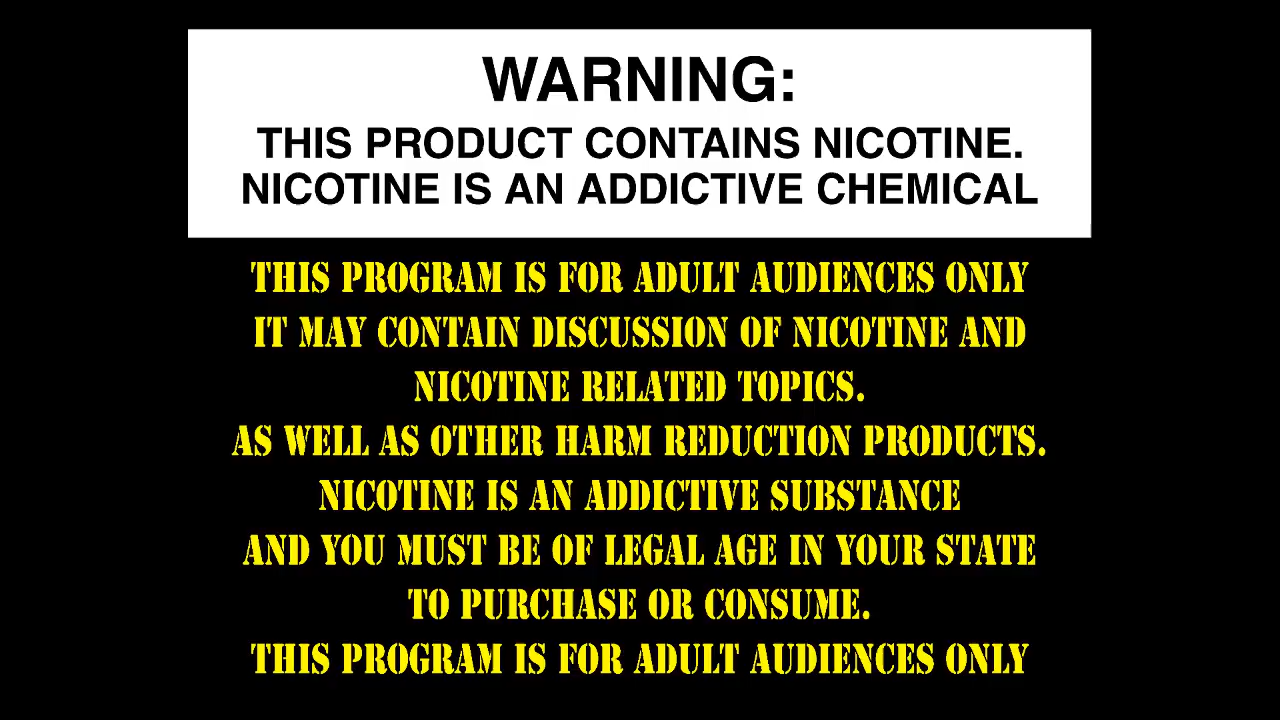 WARNING:
THIS PRODUCT CONTAINS NICOTINE.
NICOTINE IS AN ADDICTIVE CHEMICAL
THIS PROGRAM IS FOR ADULT AUDIENCES ONLY
IT MAY CONTAIN DISCUSSION OF NICOTINE AND
NICOTINE RELATED TOPICS.
AS WELL AS OTHER HARM REDUCTION PRODUCTS.
NICOTINE IS AN ADDICTIVE SUBSTANCE
AND YOU MUST BE OF LEGAL AGE IN YOUR STATE
TO PURCHASE OR CONSUME.
THIS PROGRAM IS FOR ADULT AUDIENCES ONLY